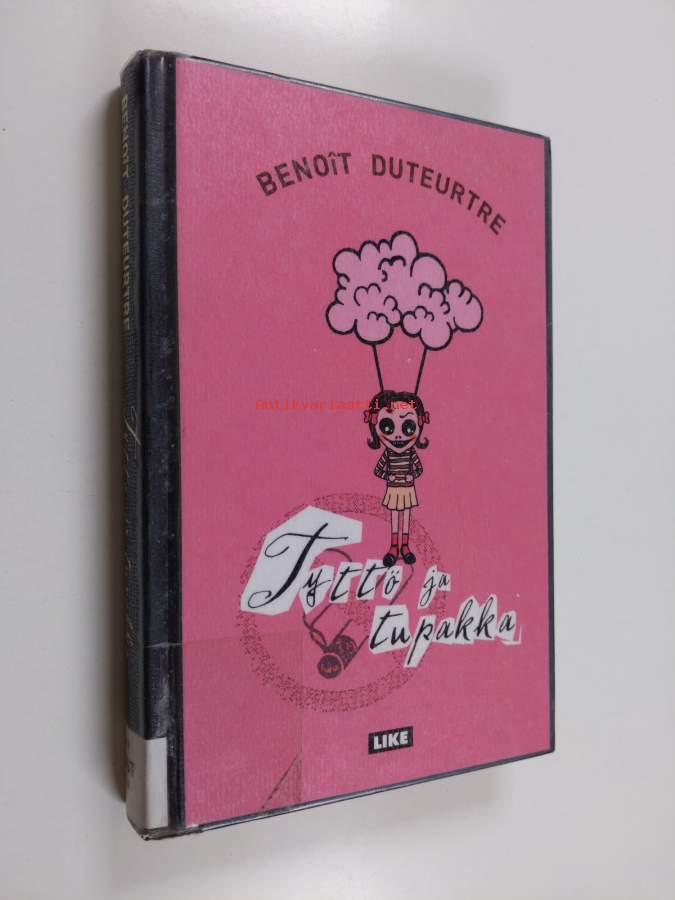 BENOÎT DUTEURTRE
BENOÎT DUTEURTRE
Antikvariaatti.net
Tyttö ja
tupakka
LIKE